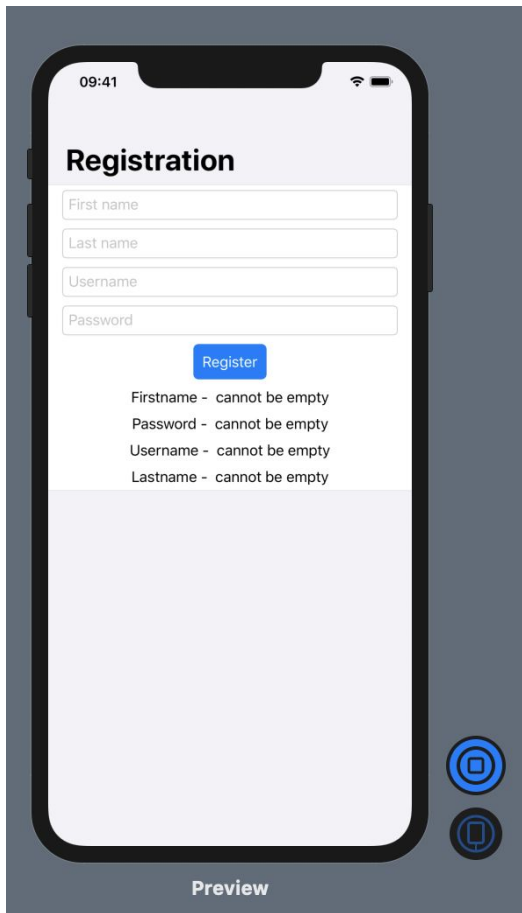 09:41
Registration
First name
Last name
Username
Password
Register
Firstname - cannot be empty
Password - cannot be empty
Username - cannot be empty
Lastname - cannot be empty
Preview